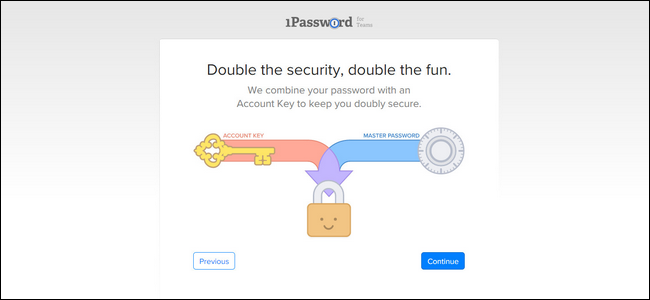 1Password for
Teams
Double the security, double the fun.
We combine your password with an
Account Key to keep you doubly secure.
ACCOUNT KEY MASTER PASSWORD
Previous Continue